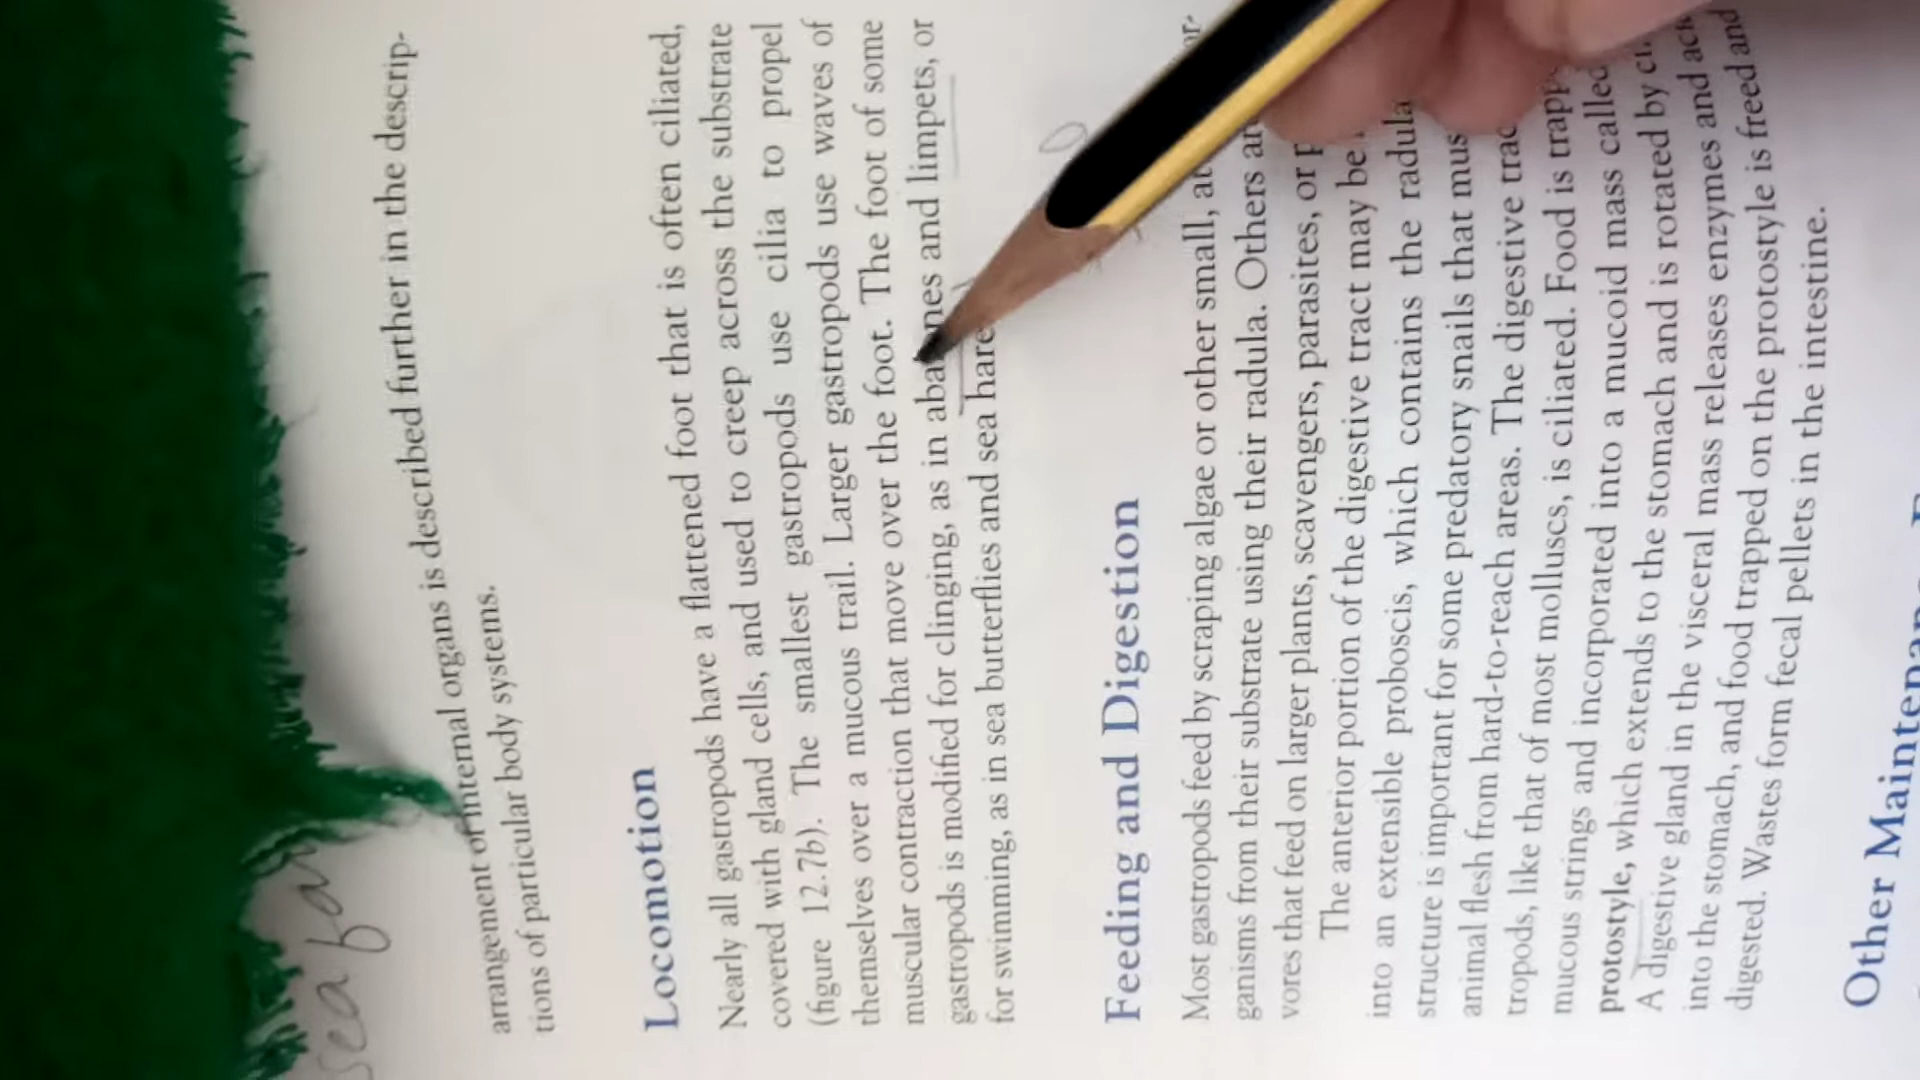 sea
arrangement of internal organs is described further in the descrip-
tions of particular body systems.
Locomotion
Nearly all gastropods have a flattened foot that is often ciliated,
covered with gland cells, and used to creep across the substrate
(figure 12.7b). The smallest gastropods use cilia to propel
themselves over a mucous trail. Larger gastropods use waves of
muscular contraction that move over the foot. The foot of some
gastropods is modified for clinging, as in and limpets, or
for swimming, as in sea butterflies and sea
Feeding and Digestion
Most gastropods feed by scraping algae or other small,
ganisms from their substrate using their radula. Others
vores that feed on larger plants, scavengers, parasites, or
The anterior portion of the digestive tract may be
into an extensible proboscis, which contains the radula
structure is important for some predatory snails that
animal flesh from hard-to-reach areas. The digestive
tropods, like that of most molluscs, is ciliated. Food is
mucous strings and incorporated into a mucoid mass called
protostyle, which extends to the stomach and is rotated by
A digestive gland in the visceral mass releases enzymes and
into the stomach, and food trapped on the protostyle is freed and
digested. Wastes form fecal pellets in the intestine.
Other